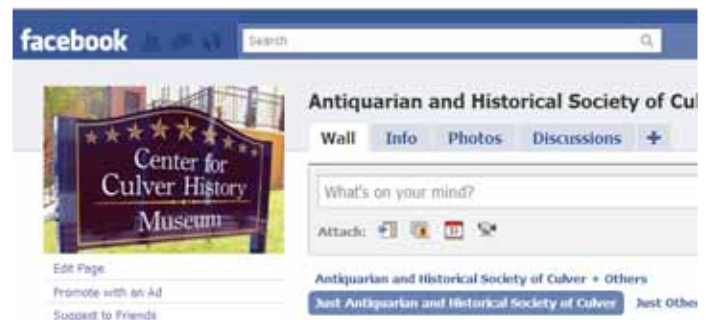 facebook
Search
Antiquarian and Historical Society of Cul
Wall Info Photos Discussions +
Center for
Culver History
Museum
What's on your mind?
Attach:
Edit Page
Promote with an Ad
Suggest to Friends
Antiquarian and Historical Society of Culver + Others
Just Antiquarian and Historical Society of Culver Just Othe